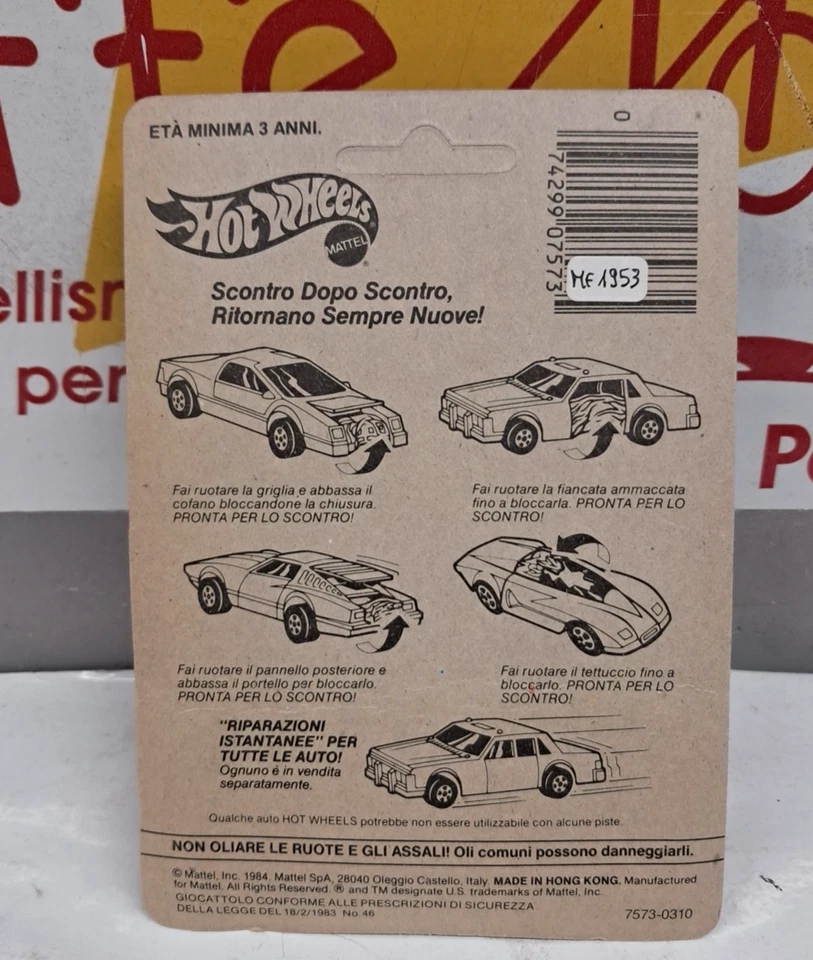 ETÀ MINIMA 3 ANNI.
O
74299 07573
MF 1953
HOT WHEELS®
MATTEL®
Scontro Dopo Scontro,
Ritornano Sempre Nuove!
Fai ruotare la griglia e abbassa il
cofano bloccandone la chiusura.
PRONTA PER LO SCONTRO!
Fai ruotare la fiancata ammaccata
fino a bloccarla. PRONTA PER LO
SCONTRO!
Fai ruotare il pannello posteriore e
abbassa il portello per bloccarlo.
PRONTA PER LO SCONTRO!
Fai ruotare il tettuccio fino a
bloccarlo. PRONTA PER LO
SCONTRO!
"RIPARAZIONI
ISTANTANEE" PER
TUTTE LE AUTO!
Ognuno é in vendita
separatamente.
Qualche auto HOT WHEELS potrebbe non essere utilizzabile con alcune piste.
NON OLIARE LE RUOTE E GLI ASSALI! Oli comuni possono danneggiarli.
© Mattel, Inc. 1984. Mattel SpA, 28040 Oleggio Castello, Italy. MADE IN HONG KONG. Manufactured
for Mattel. All Rights Reserved. ® and TM designate U.S. trademarks of Mattel, Inc.
GIOCATTOLO CONFORME ALLE PRESCRIZIONI DI SICUREZZA
DELLA LEGGE DEL 18/2/1983 No. 46
7573-0310
ellisr
per